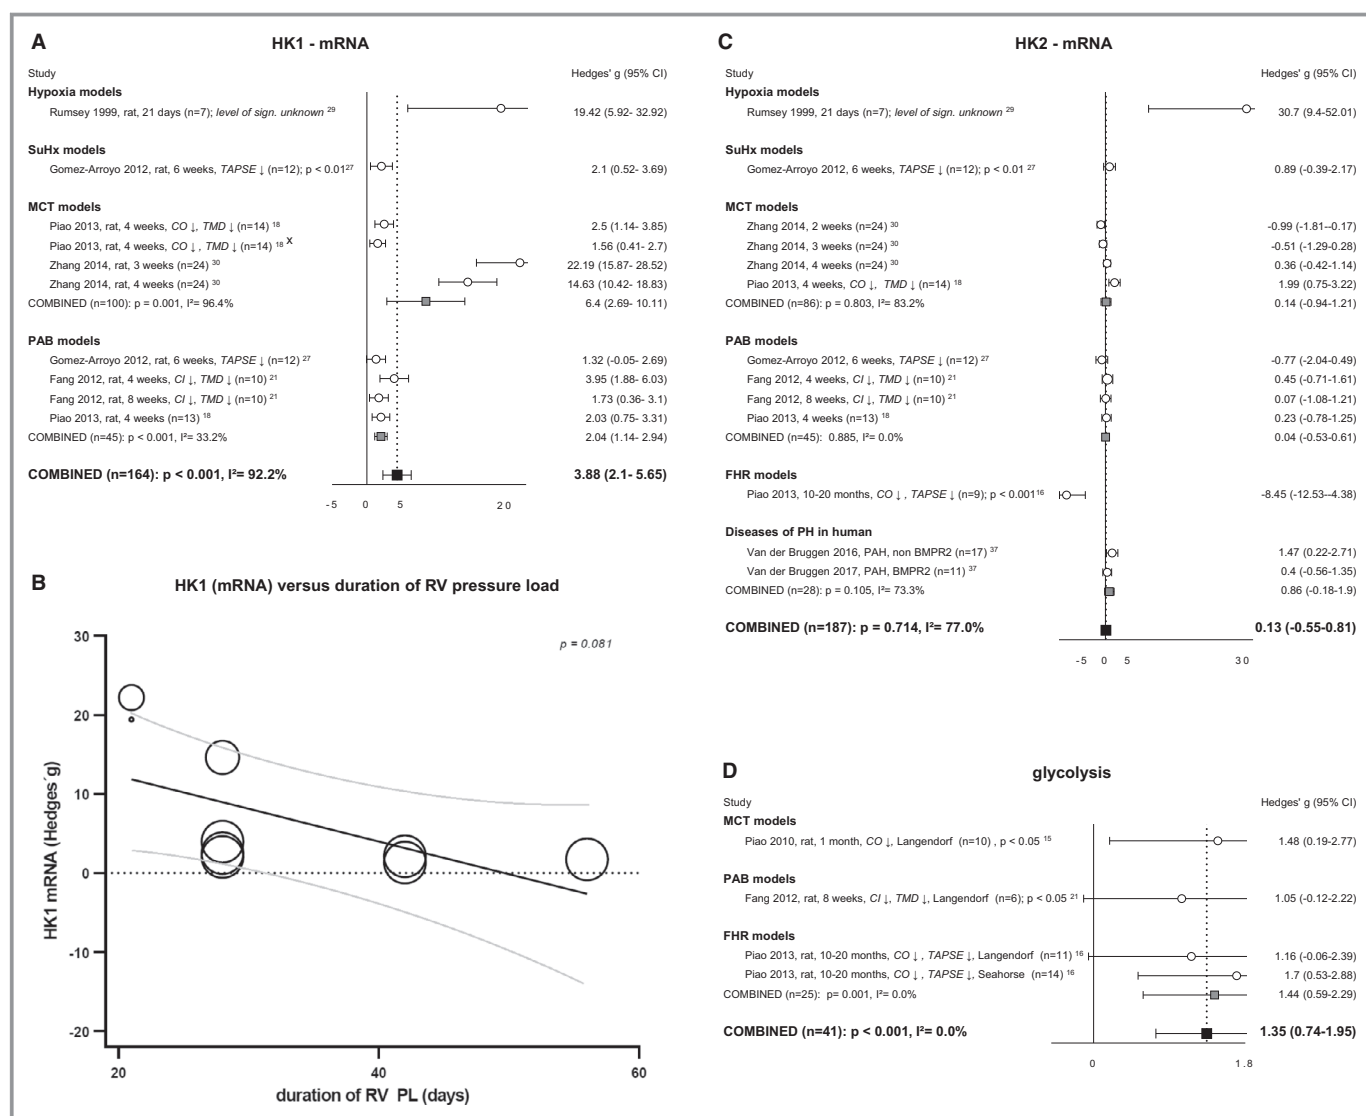 A
HK1 - mRNA
Study Hedges' g (95% CI)
Hypoxia models
Rumsey 1999, rat, 21 days (n=7); level of sign. unknown 29 19.42 (5.92- 32.92)
SuHx models
Gomez-Arroyo 2012, rat, 6 weeks, TAPSE ↓ (n=12); p < 0.01 27 2.1 (0.52- 3.69)
MCT models
Piao 2013, rat, 4 weeks, CO ↓, TMD ↓ (n=14) 18 2.5 (1.14- 3.85)
Piao 2013, rat, 4 weeks, CO ↓, TMD ↓ (n=14) 18 X 1.56 (0.41- 2.7)
Zhang 2014, rat, 3 weeks (n=24) 30 22.19 (15.87- 28.52)
Zhang 2014, rat, 4 weeks (n=24) 30 14.63 (10.42- 18.83)
COMBINED (n=100): p = 0.001, I²= 96.4% 6.4 (2.69- 10.11)
PAB models
Gomez-Arroyo 2012, rat, 6 weeks, TAPSE ↓ (n=12) 27 1.32 (-0.05- 2.69)
Fang 2012, rat, 4 weeks, CI ↓, TMD ↓ (n=10) 21 3.95 (1.88- 6.03)
Fang 2012, rat, 8 weeks, CI ↓, TMD ↓ (n=10) 21 1.73 (0.36- 3.1)
Piao 2013, rat, 4 weeks (n=13) 18 2.03 (0.75- 3.31)
COMBINED (n=45): p < 0.001, I²= 33.2% 2.04 (1.14- 2.94)
COMBINED (n=164): p < 0.001, I²= 92.2% 3.88 (2.1- 5.65)
-5 0 5 20
B
HK1 (mRNA) versus duration of RV pressure load
p = 0.081
HK1 mRNA (Hedges´g)
30
20
10
0
-10
-20
20 40 60
duration of RV PL (days)
C
HK2 - mRNA
Study Hedges' g (95% CI)
Hypoxia models
Rumsey 1999, 21 days (n=7); level of sign. unknown 29 30.7 (9.4-52.01)
SuHx models
Gomez-Arroyo 2012, 6 weeks, TAPSE ↓ (n=12); p < 0.01 27 0.89 (-0.39-2.17)
MCT models
Zhang 2014, 2 weeks (n=24) 30 -0.99 (-1.81--0.17)
Zhang 2014, 3 weeks (n=24) 30 -0.51 (-1.29-0.28)
Zhang 2014, 4 weeks (n=24) 30 0.36 (-0.42-1.14)
Piao 2013, 4 weeks, CO ↓, TMD ↓ (n=14) 18 1.99 (0.75-3.22)
COMBINED (n=86): p = 0.803, I²= 83.2% 0.14 (-0.94-1.21)
PAB models
Gomez-Arroyo 2012, 6 weeks, TAPSE ↓ (n=12) 27 -0.77 (-2.04-0.49)
Fang 2012, 4 weeks, CI ↓, TMD ↓ (n=10) 21 0.45 (-0.71-1.61)
Fang 2012, 8 weeks, CI ↓, TMD ↓ (n=10) 21 0.07 (-1.08-1.21)
Piao 2013, 4 weeks (n=13) 18 0.23 (-0.78-1.25)
COMBINED (n=45): 0.885, I²= 0.0% 0.04 (-0.53-0.61)
FHR models
Piao 2013, 10-20 months, CO ↓ , TAPSE ↓ (n=9); p < 0.001 16 -8.45 (-12.53--4.38)
Diseases of PH in human
Van der Bruggen 2016, PAH, non BMPR2 (n=17) 37 1.47 (0.22-2.71)
Van der Bruggen 2017, PAH, BMPR2 (n=11) 37 0.4 (-0.56-1.35)
COMBINED (n=28): p = 0.105, I²= 73.3% 0.86 (-0.18-1.9)
COMBINED (n=187): p = 0.714, I²= 77.0% 0.13 (-0.55-0.81)
-5 0 5 30
D
glycolysis
Study Hedges' g (95% CI)
MCT models
Piao 2010, rat, 1 month, CO ↓, Langendorf (n=10) , p < 0.05 15 1.48 (0.19-2.77)
PAB models
Fang 2012, rat, 8 weeks, CI ↓, TMD ↓, Langendorf (n=6); p < 0.05 21 1.05 (-0.12-2.22)
FHR models
Piao 2013, rat, 10-20 months, CO ↓ , TAPSE ↓, Langendorf (n=11) 16 1.16 (-0.06-2.39)
Piao 2013, rat, 10-20 months, CO ↓ , TAPSE ↓, Seahorse (n=14) 16 1.7 (0.53-2.88)
COMBINED (n=25): p= 0.001, I²= 0.0% 1.44 (0.59-2.29)
COMBINED (n=41): p < 0.001, I²= 0.0% 1.35 (0.74-1.95)
0 1.8